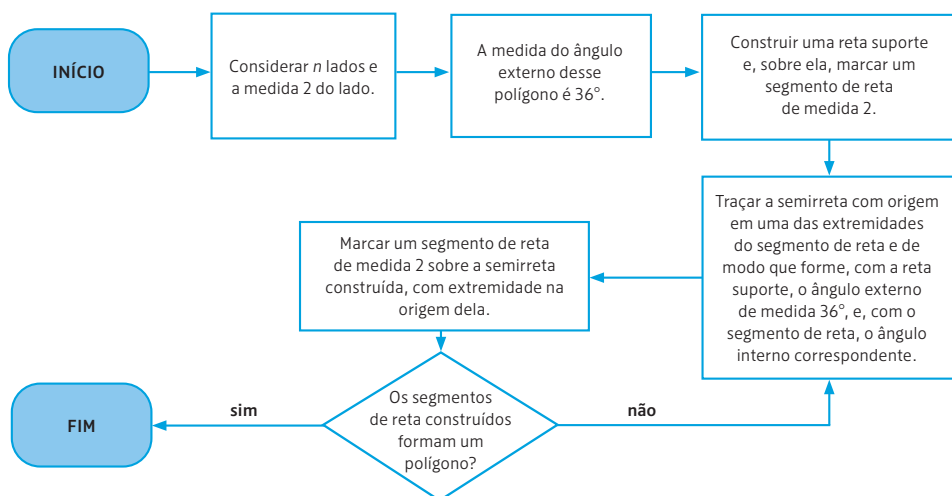 INÍCIO
Considerar n lados e
a medida 2 do lado.
A medida do ângulo
externo desse
polígono é 36°.
Construir uma reta suporte
e, sobre ela, marcar um
segmento de reta
de medida 2.
Traçar a semirreta com origem
em uma das extremidades
do segmento de reta e de
modo que forme, com a reta
suporte, o ângulo externo
de medida 36°, e, com o
segmento de reta, o ângulo
interno correspondente.
Marcar um segmento de reta
de medida 2 sobre a semirreta
construída, com extremidade na
origem dela.
Os segmentos
de reta construídos
formam um
polígono?
sim
não
FIM